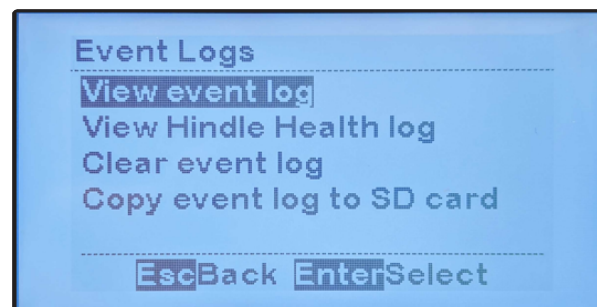 Event Logs
View event log
View Hindle Health log
Clear event log
Copy event log to SD card
EscBack EnterSelect